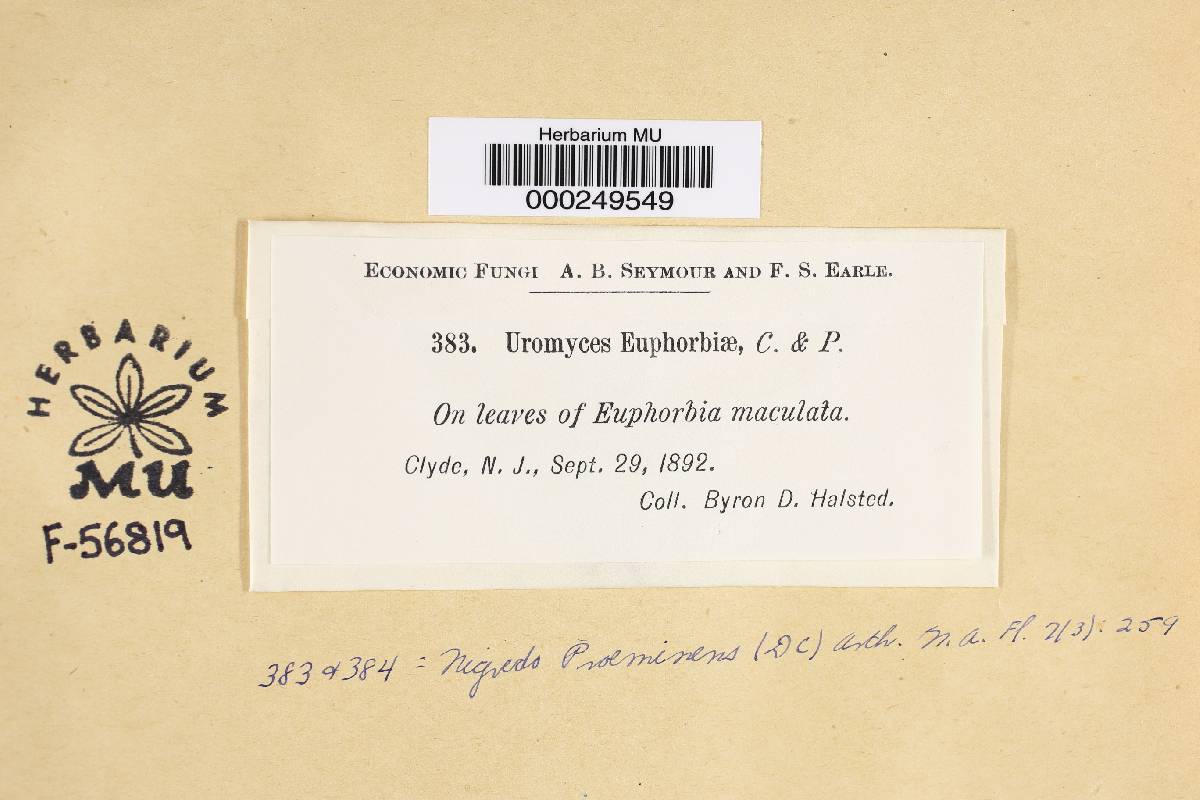 Herbarium MU
000249549
ECONOMIC FUNGI A. B. SEYMOUR AND F. S. EARLE.
383. Uromyces Euphorbiæ, C. & P.
On leaves of Euphorbia maculata.
Clyde, N. J., Sept. 29, 1892.
Coll. Byron D. Halsted.
HERBARIUM
MU
F-56819
383 & 384 = Nigredo Proeminens (DC) Arth. N. A. Fl. 7(3): 259